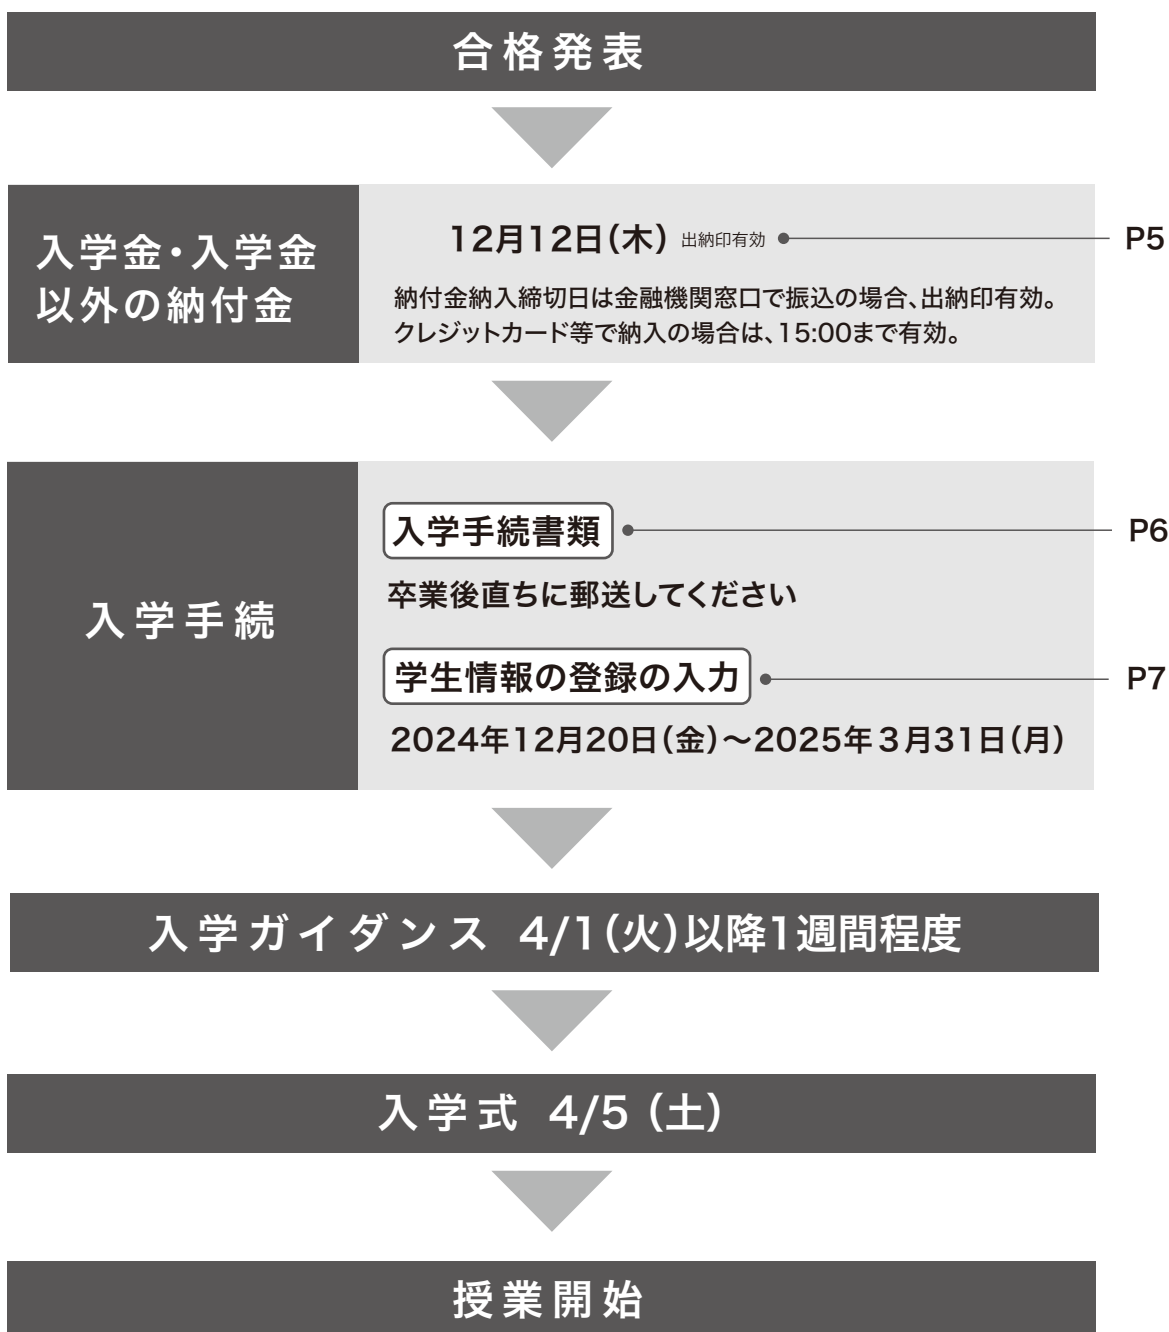 合格発表
入学金・入学金
以外の納付金
12月12日(木) 出納印有効
P5
納付金納入締切日は金融機関窓口で振込の場合、出納印有効。
クレジットカード等で納入の場合は、15:00まで有効。
入学手続
入学手続書類
P6
卒業後直ちに郵送してください
学生情報の登録の入力
P7
2024年12月20日(金)～2025年3月31日(月)
入学ガイダンス 4/1(火)以降1週間程度
入学式 4/5(土)
授業開始